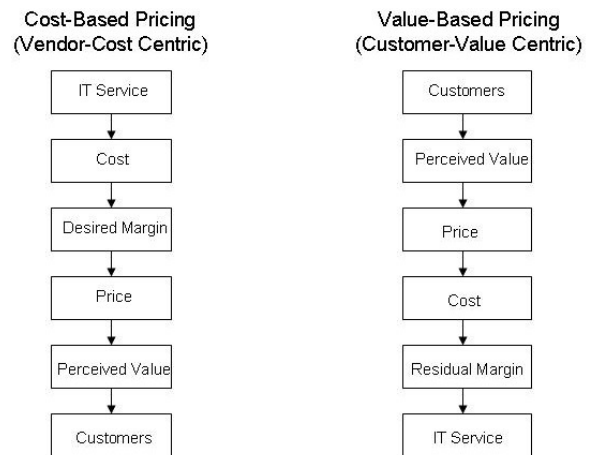 Cost-Based Pricing
(Vendor-Cost Centric)
IT Service
Cost
Desired Margin
Price
Perceived Value
Customers
Value-Based Pricing
(Customer-Value Centric)
Customers
Perceived Value
Price
Cost
Residual Margin
IT Service